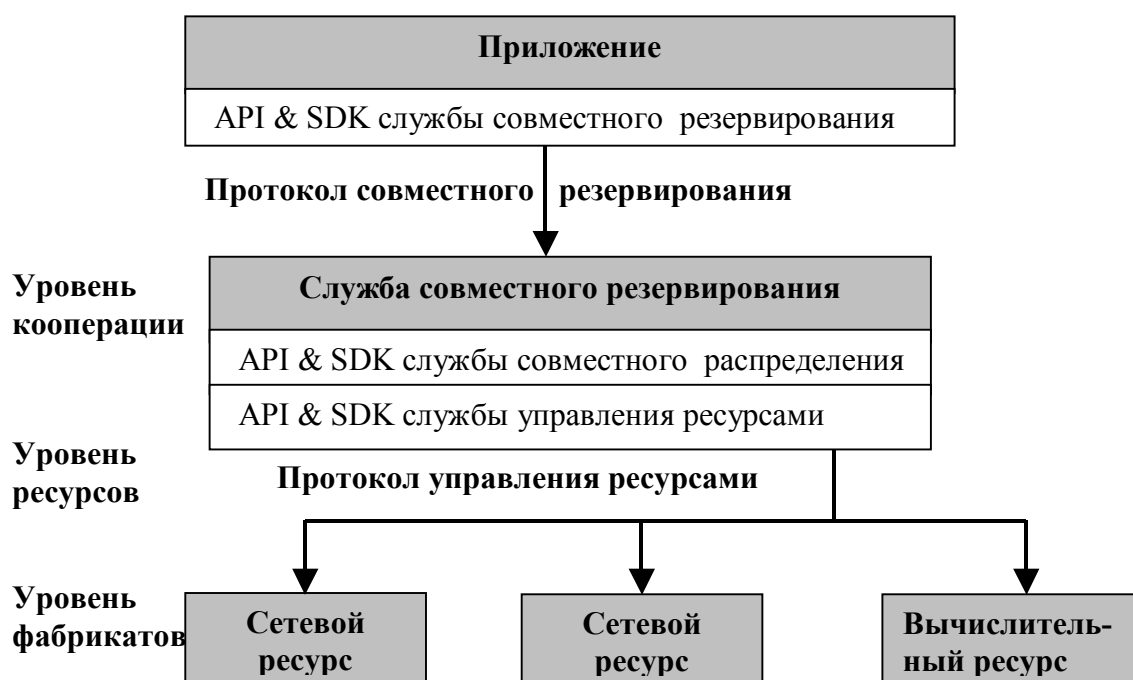 Приложение
API & SDK службы совместного резервирования
Протокол совместного резервирования
Уровень
кооперации
Служба совместного резервирования
API & SDK службы совместного распределения
API & SDK службы управления ресурсами
Уровень
ресурсов
Протокол управления ресурсами
Уровень
фабрикатов
Сетевой
ресурс
Сетевой
ресурс
Вычислитель-
ный ресурс